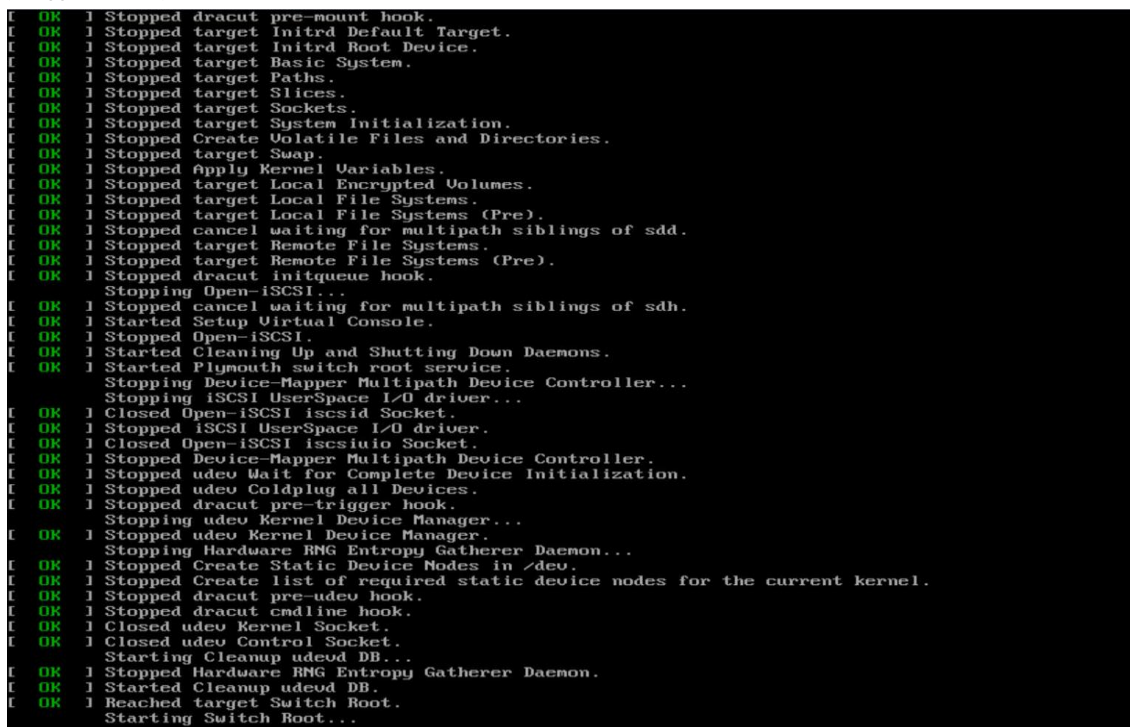 [  OK  ] Stopped dracut pre-mount hook.
[  OK  ] Stopped target Initrd Default Target.
[  OK  ] Stopped target Initrd Root Device.
[  OK  ] Stopped target Basic System.
[  OK  ] Stopped target Paths.
[  OK  ] Stopped target Slices.
[  OK  ] Stopped target Sockets.
[  OK  ] Stopped target System Initialization.
[  OK  ] Stopped Create Volatile Files and Directories.
[  OK  ] Stopped target Swap.
[  OK  ] Stopped Apply Kernel Variables.
[  OK  ] Stopped target Local Encrypted Volumes.
[  OK  ] Stopped target Local File Systems.
[  OK  ] Stopped target Local File Systems (Pre).
[  OK  ] Stopped cancel waiting for multipath siblings of sdd.
[  OK  ] Stopped target Remote File Systems.
[  OK  ] Stopped target Remote File Systems (Pre).
[  OK  ] Stopped dracut initqueue hook.
         Stopping Open-iSCSI...
[  OK  ] Stopped cancel waiting for multipath siblings of sdh.
[  OK  ] Started Setup Virtual Console.
[  OK  ] Stopped Open-iSCSI.
[  OK  ] Started Cleaning Up and Shutting Down Daemons.
[  OK  ] Started Plymouth switch root service.
         Stopping Device-Mapper Multipath Device Controller...
         Stopping iSCSI UserSpace I/O driver...
[  OK  ] Closed Open-iSCSI iscsid Socket.
[  OK  ] Stopped iSCSI UserSpace I/O driver.
[  OK  ] Closed Open-iSCSI iscsiuio Socket.
[  OK  ] Stopped Device-Mapper Multipath Device Controller.
[  OK  ] Stopped udev Wait for Complete Device Initialization.
[  OK  ] Stopped udev Coldplug all Devices.
[  OK  ] Stopped dracut pre-trigger hook.
         Stopping udev Kernel Device Manager...
[  OK  ] Stopped udev Kernel Device Manager.
         Stopping Hardware RNG Entropy Gatherer Daemon...
[  OK  ] Stopped Create Static Device Nodes in /dev.
[  OK  ] Stopped Create list of required static device nodes for the current kernel.
[  OK  ] Stopped dracut pre-udev hook.
[  OK  ] Stopped dracut cmdline hook.
[  OK  ] Closed udev Kernel Socket.
[  OK  ] Closed udev Control Socket.
         Starting Cleanup udevd DB...
[  OK  ] Stopped Hardware RNG Entropy Gatherer Daemon.
[  OK  ] Started Cleanup udevd DB.
[  OK  ] Reached target Switch Root.
         Starting Switch Root...